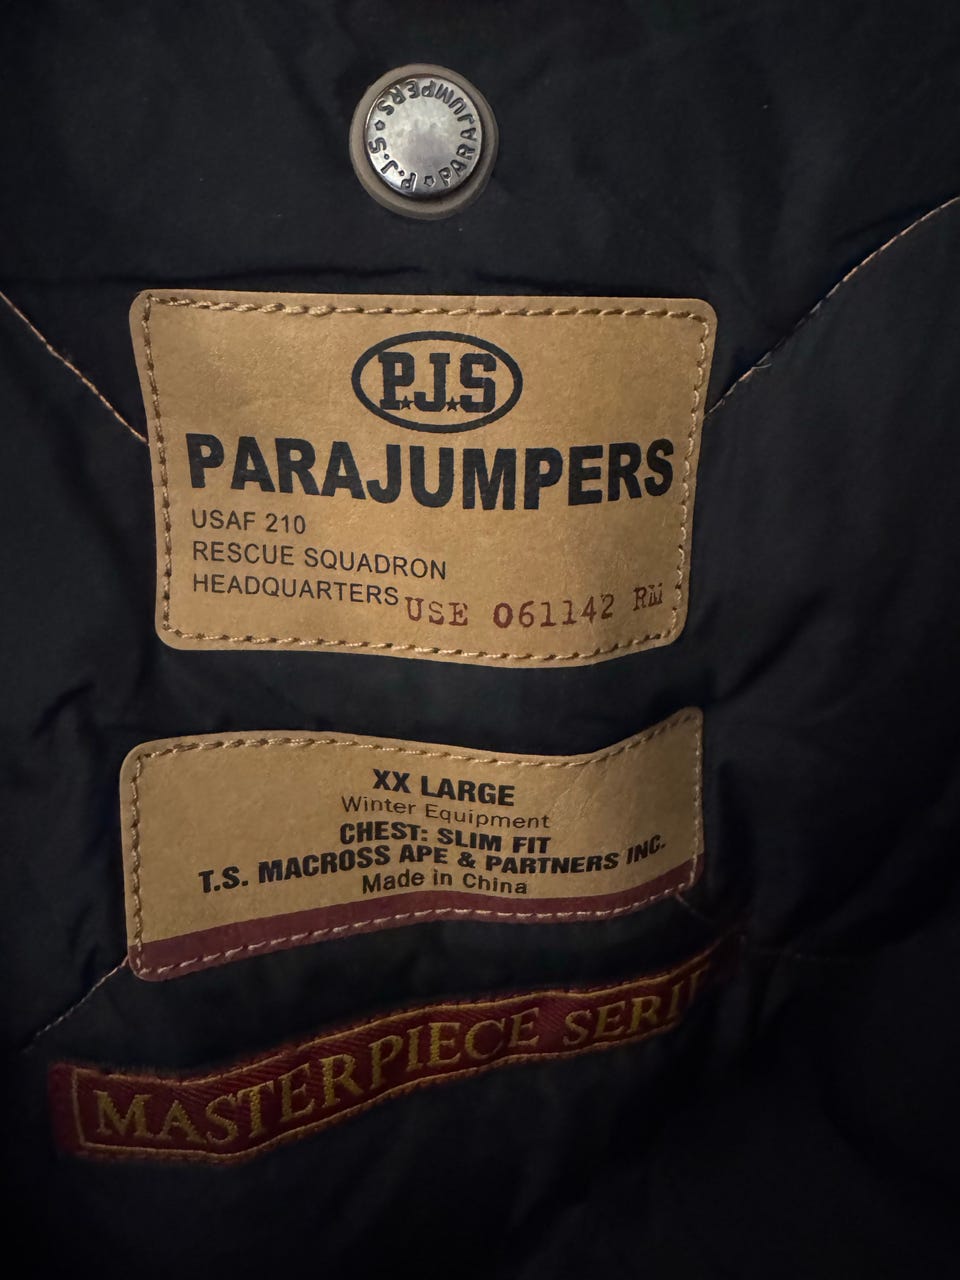 P.J.S PARAJUMPERS
P.J.S
PARAJUMPERS
USAF 210
RESCUE SQUADRON
HEADQUARTERS USE 061142 RM
XX LARGE
Winter Equipment
CHEST: SLIM FIT
T.S. MACROSS APE & PARTNERS INC.
Made in China
MASTERPIECE